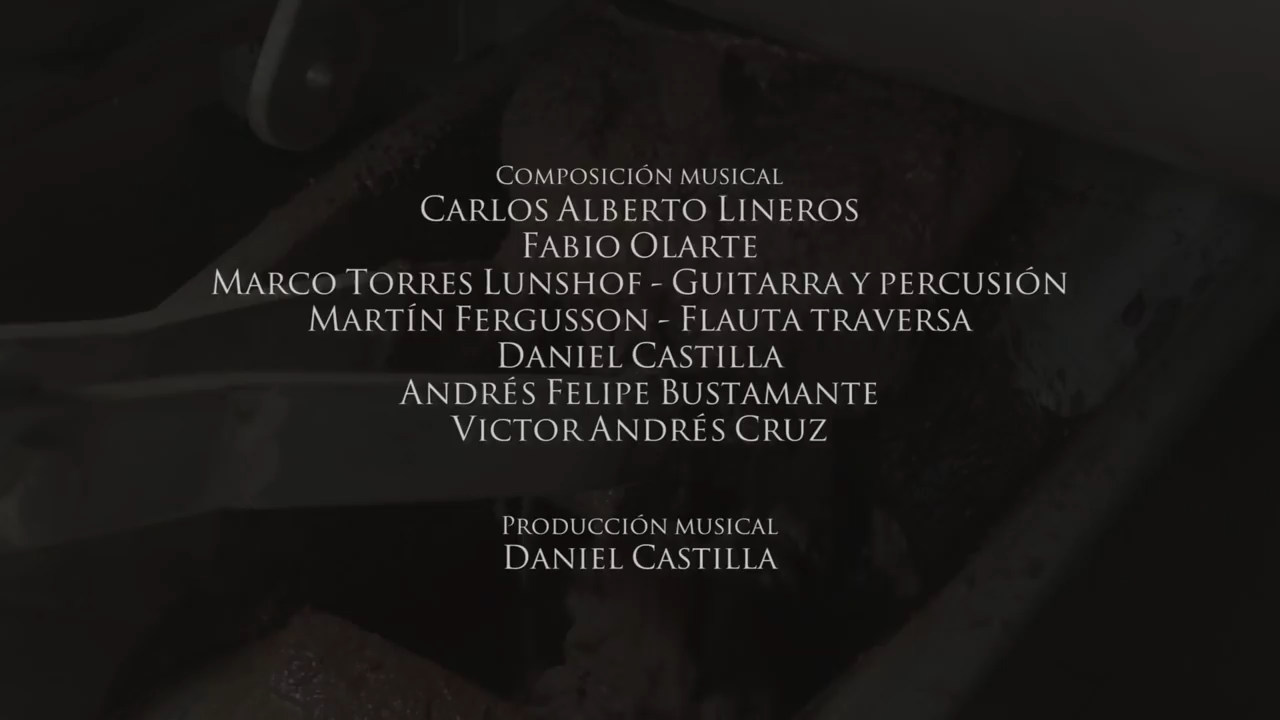 Composición musical
Carlos Alberto Lineros
Fabio Olarte
Marco Torres Lunshof - Guitarra y percusión
Martín Fergusson - Flauta traversa
Daniel Castilla
Andrés Felipe Bustamante
Victor Andrés Cruz
Producción musical
Daniel Castilla